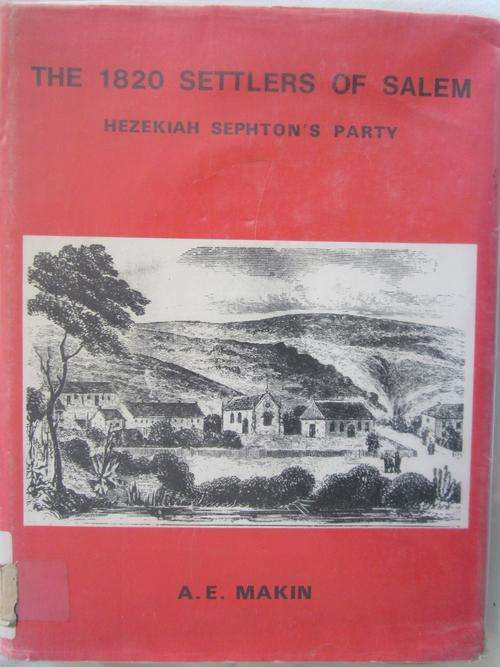 THE 1820 SETTLERS OF SALEM
HEZEKIAH SEPHTON'S PARTY
A.E. MAKIN